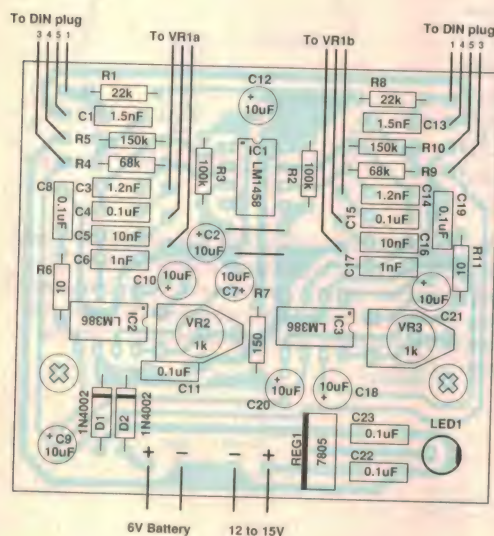 To DIN plug
3 4 5 1
To VR1a
To VR1b
To DIN plug
1 4 5 3
R1
22k
C12
10uF
R8
22k
C1
1.5nF
1.5nF
C13
R5
150k
150k
R10
R4
68k
68k
R9
100k
R3
IC1
LM1458
100k
R2
C8
0.1uF
C3
1.2nF
C4
0.1uF
C5
10nF
C6
1nF
1.2nF
C14
C15
0.1uF
10nF
C16
C17
1nF
C19
0.1uF
+C2
10uF
R6
10
R11
10
10uF
+
C10
10uF
C7+
R7
150
+
10uF
C21
IC2
LM386
VR2
1k
IC3
LM386
VR3
1k
0.1uF
C11
+
10uF
C20
+
10uF
C18
1N4002
D1
D2
1N4002
+C9
10uF
REG1
7805
C23
0.1uF
0.1uF
C22
LED1
+ − − +
6V Battery
12 to 15V